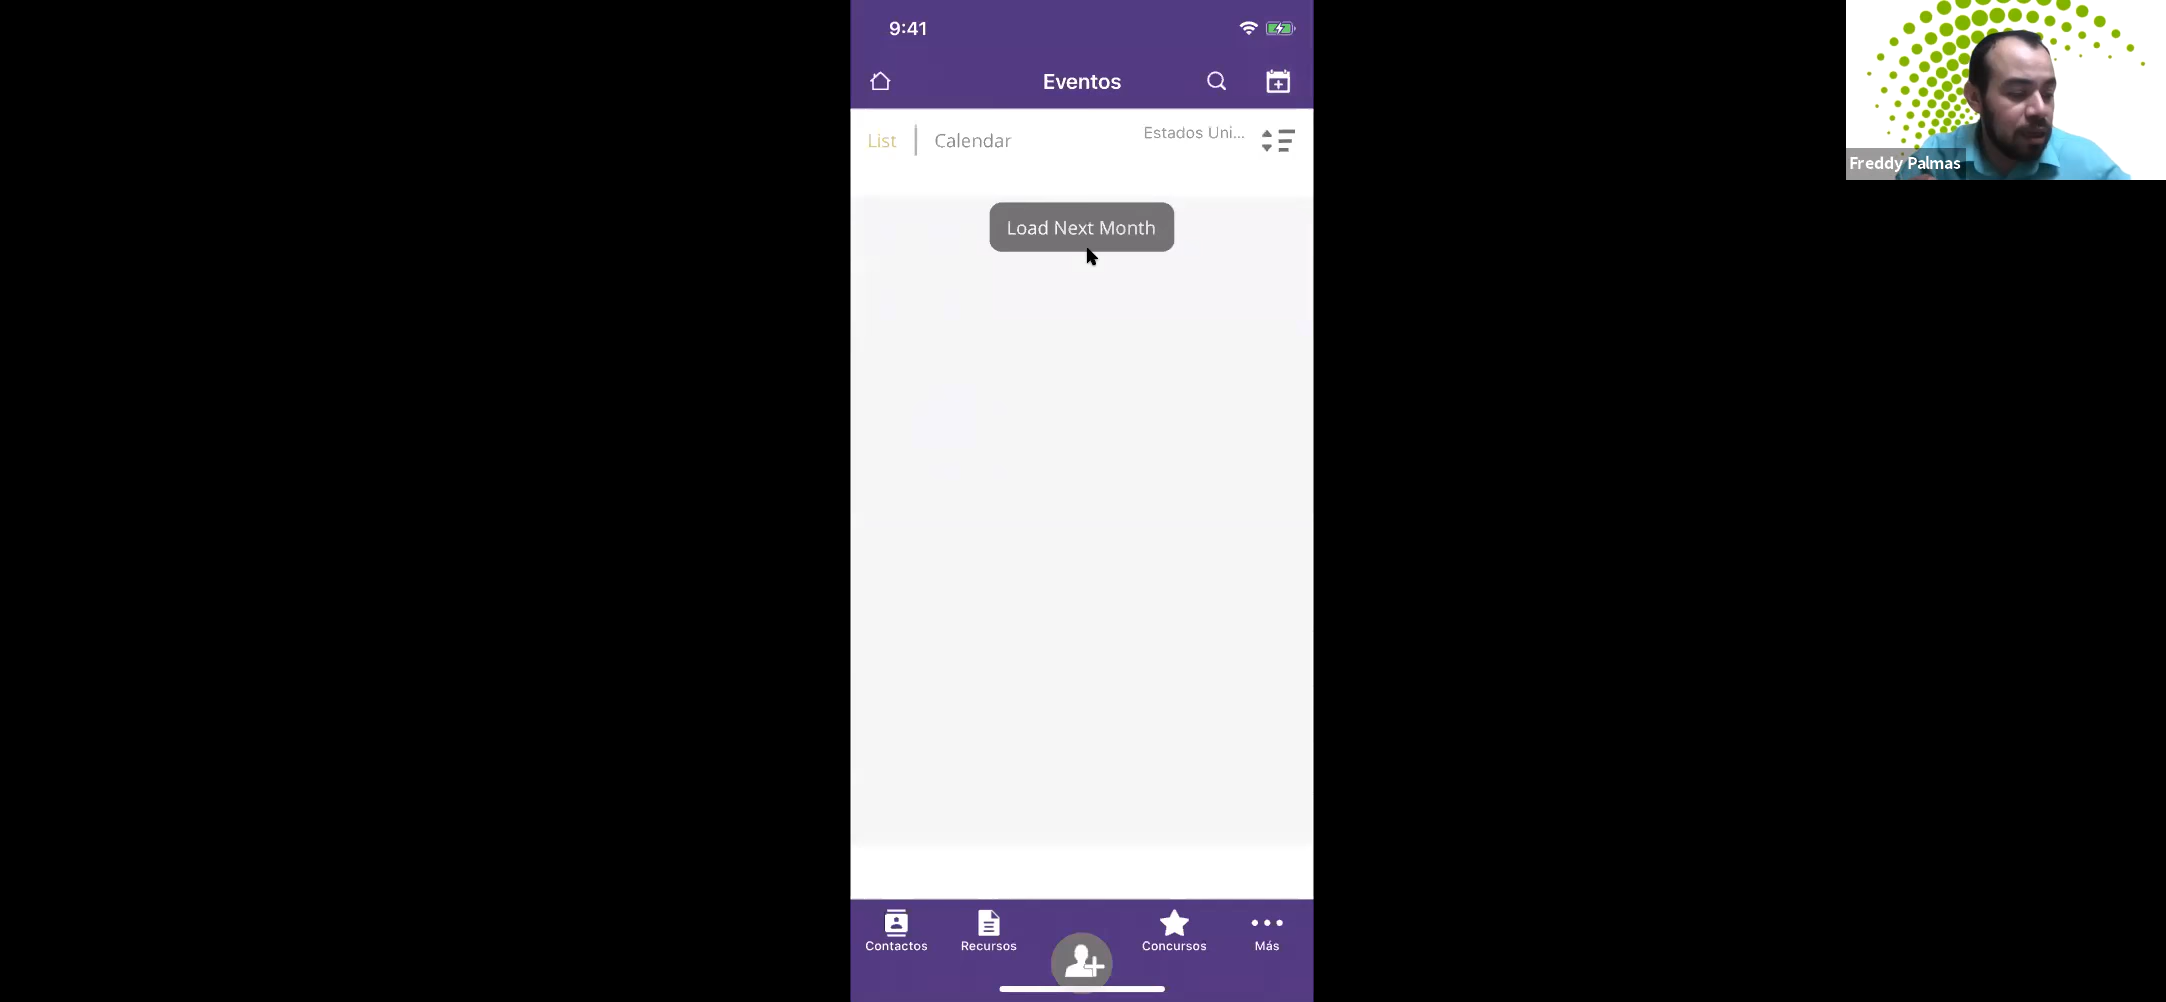 9:41
Eventos
List
Calendar
Estados Uni...
Load Next Month
Contactos
Recursos
Concursos
Más
Freddy Palmas